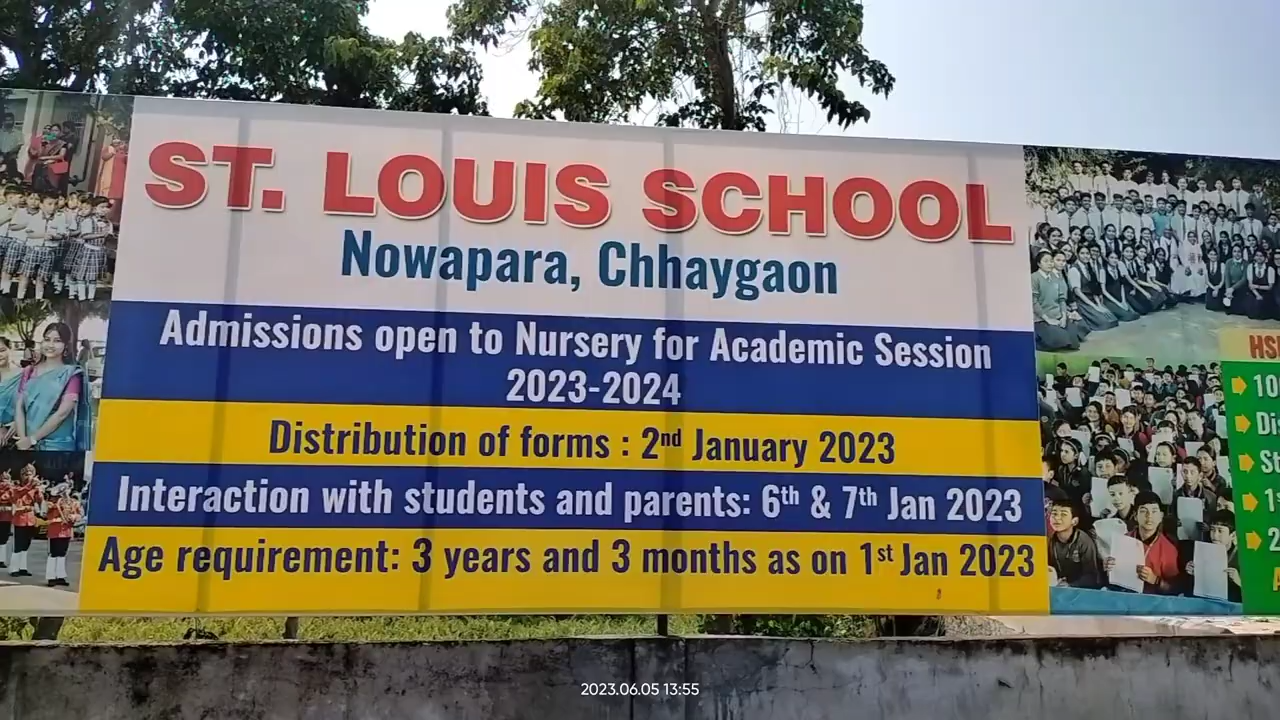 ST. LOUIS SCHOOL
Nowapara, Chhaygaon
Admissions open to Nursery for Academic Session
2023-2024
Distribution of forms : 2nd January 2023
Interaction with students and parents: 6th & 7th Jan 2023
Age requirement: 3 years and 3 months as on 1st Jan 2023
10
2023.06.05 13:55